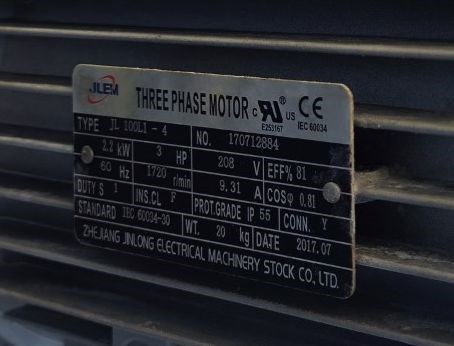 JLEM THREE PHASE MOTOR c RU ® US CE
E253167 IEC 60034
TYPE JL 100L1 - 4 NO. 170712884
2.2 kW 3 HP 208 V EFF% 81
60 Hz 1720 r/min 9.31 A COSφ 0.81
DUTY S 1 INS.CL F PROT.GRADE IP 55 CONN. Y
STANDARD IEC 60034-30 WT. 20 kg DATE 2017.07
ZHEJIANG JINLONG ELECTRICAL MACHINERY STOCK CO., LTD.